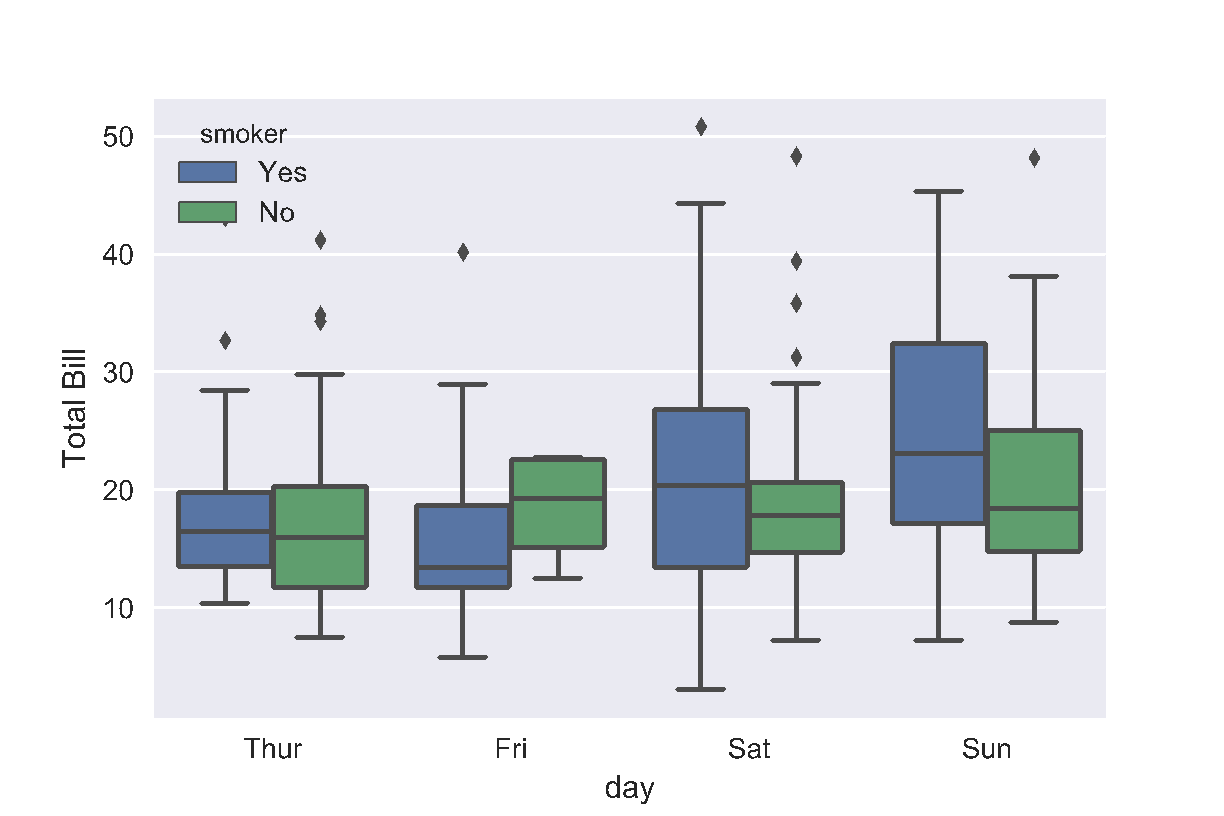 smoker
Yes
No
50
40
30
20
10
Total Bill
Thur Fri Sat Sun
day